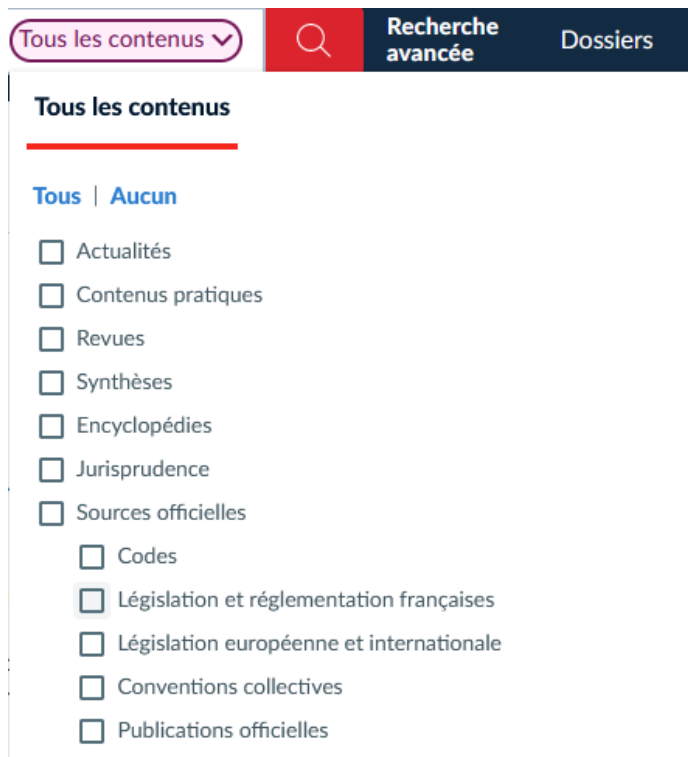 Tous les contenus
Recherche
avancée
Dossiers
Tous les contenus
Tous | Aucun
Actualités
Contenus pratiques
Revues
Synthèses
Encyclopédies
Jurisprudence
Sources officielles
Codes
Législation et réglementation françaises
Législation européenne et internationale
Conventions collectives
Publications officielles